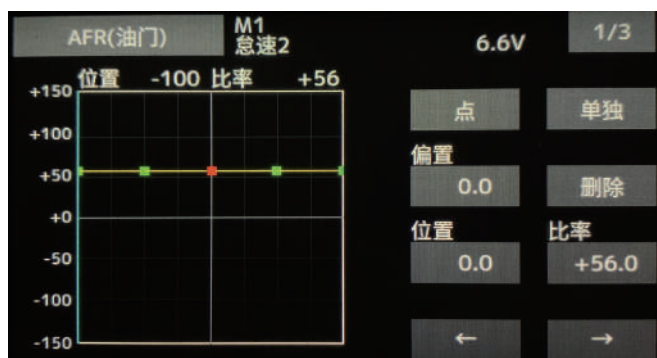 AFR(油门)
M1
怠速2
6.6V
1/3
位置 -100 比率 +56
+150
+100
+50
+0
-50
-100
-150
点
单独
偏置
0.0
删除
位置
比率
0.0
+56.0
←
→